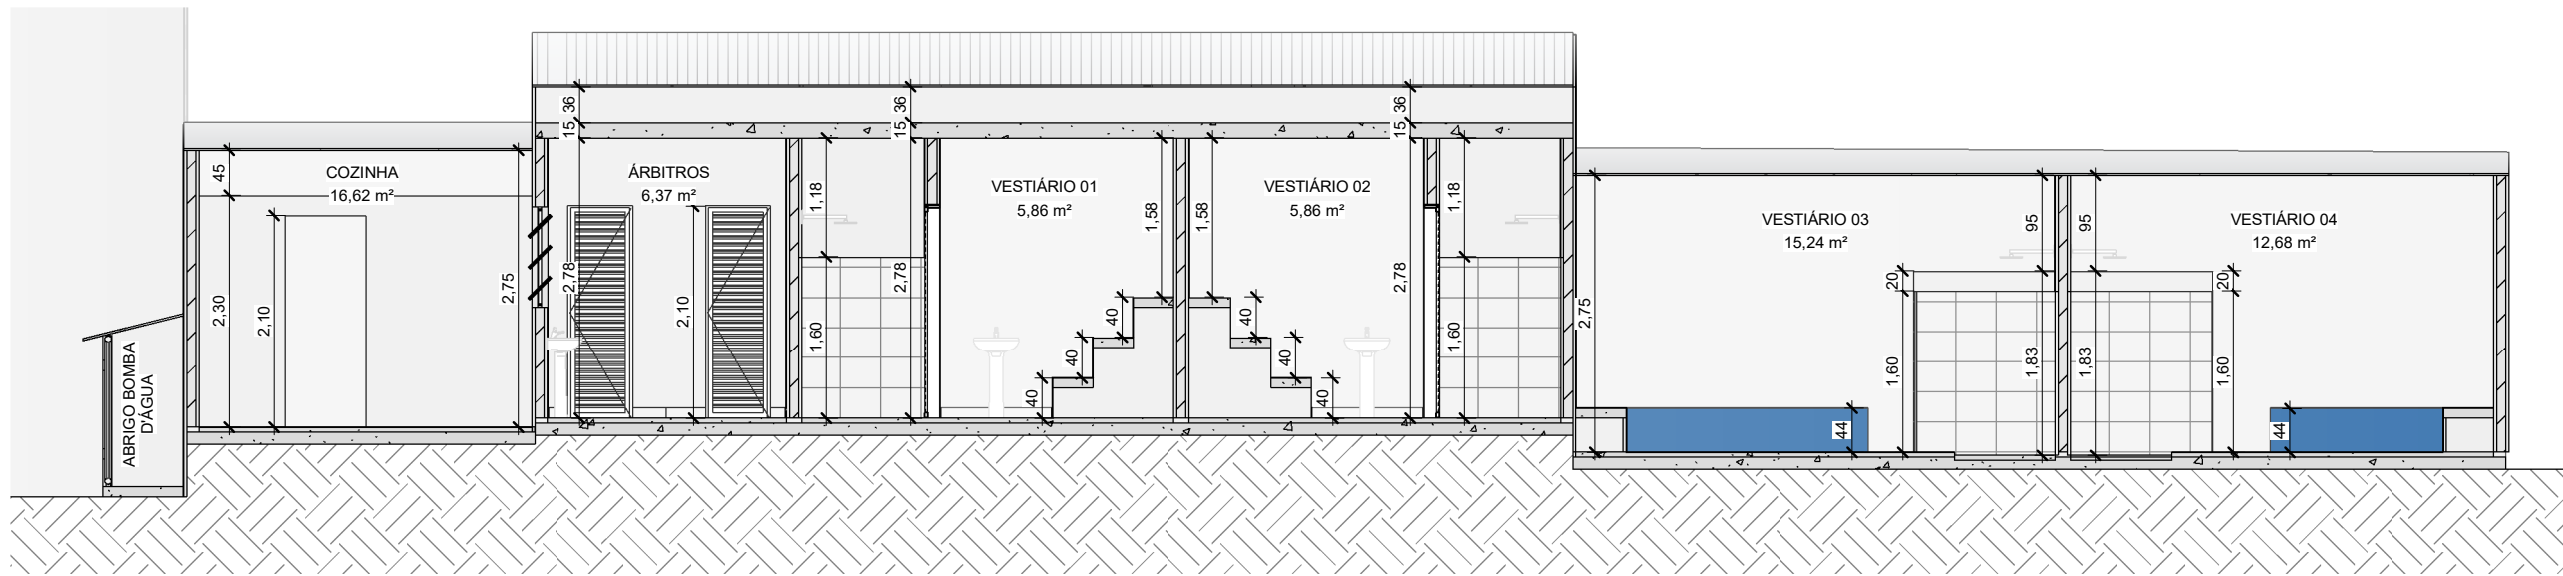 COZINHA
16,62 m²
45
2,30
2,10
2,75
ABRIGO BOMBA
D'ÁGUA
ÁRBITROS
6,37 m²
36
15
2,78
2,10
1,18
1,60
36
15
2,78
VESTIÁRIO 01
5,86 m²
1,58
40
40
40
VESTIÁRIO 02
5,86 m²
1,58
40
40
40
36
15
2,78
1,18
1,60
VESTIÁRIO 03
15,24 m²
2,75
44
20
1,60
95
1,83
VESTIÁRIO 04
12,68 m²
95
1,83
20
1,60
44